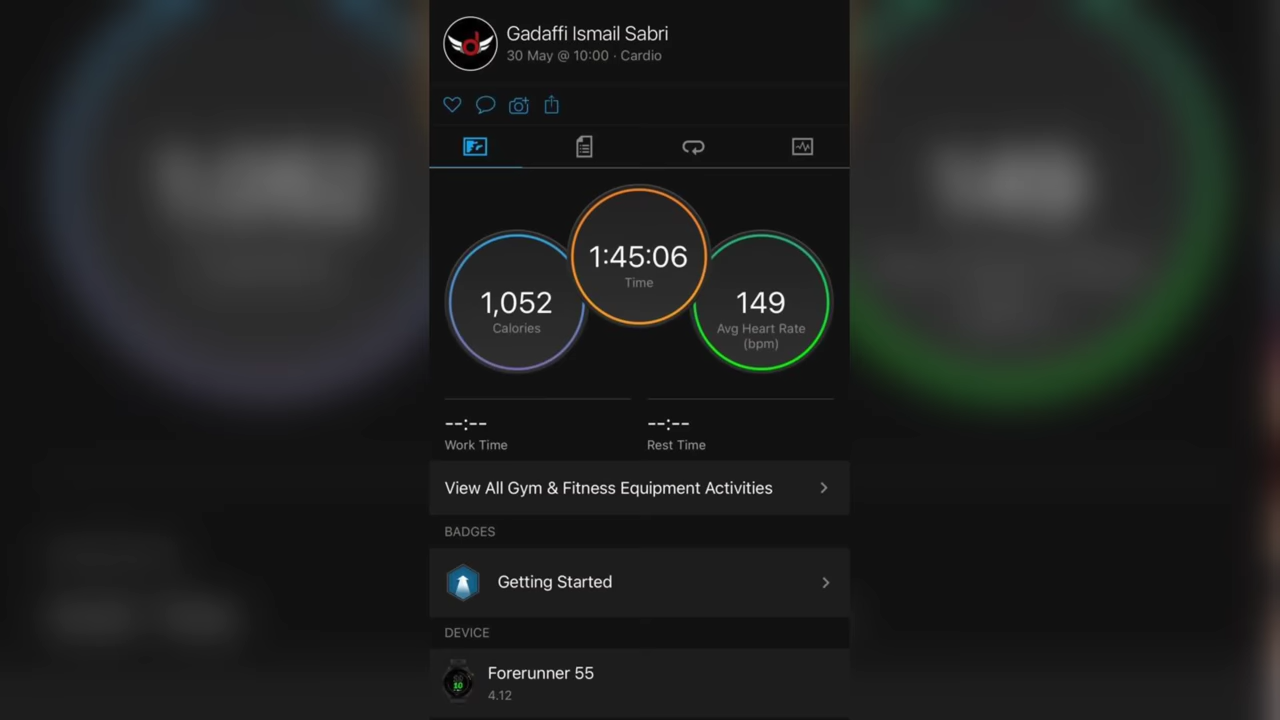 Gadaffi Ismail Sabri
30 May @ 10:00 · Cardio
1:45:06
Time
1,052
Calories
149
Avg Heart Rate
(bpm)
--:--
Work Time
--:--
Rest Time
View All Gym & Fitness Equipment Activities
BADGES
Getting Started
DEVICE
Forerunner 55
4.12